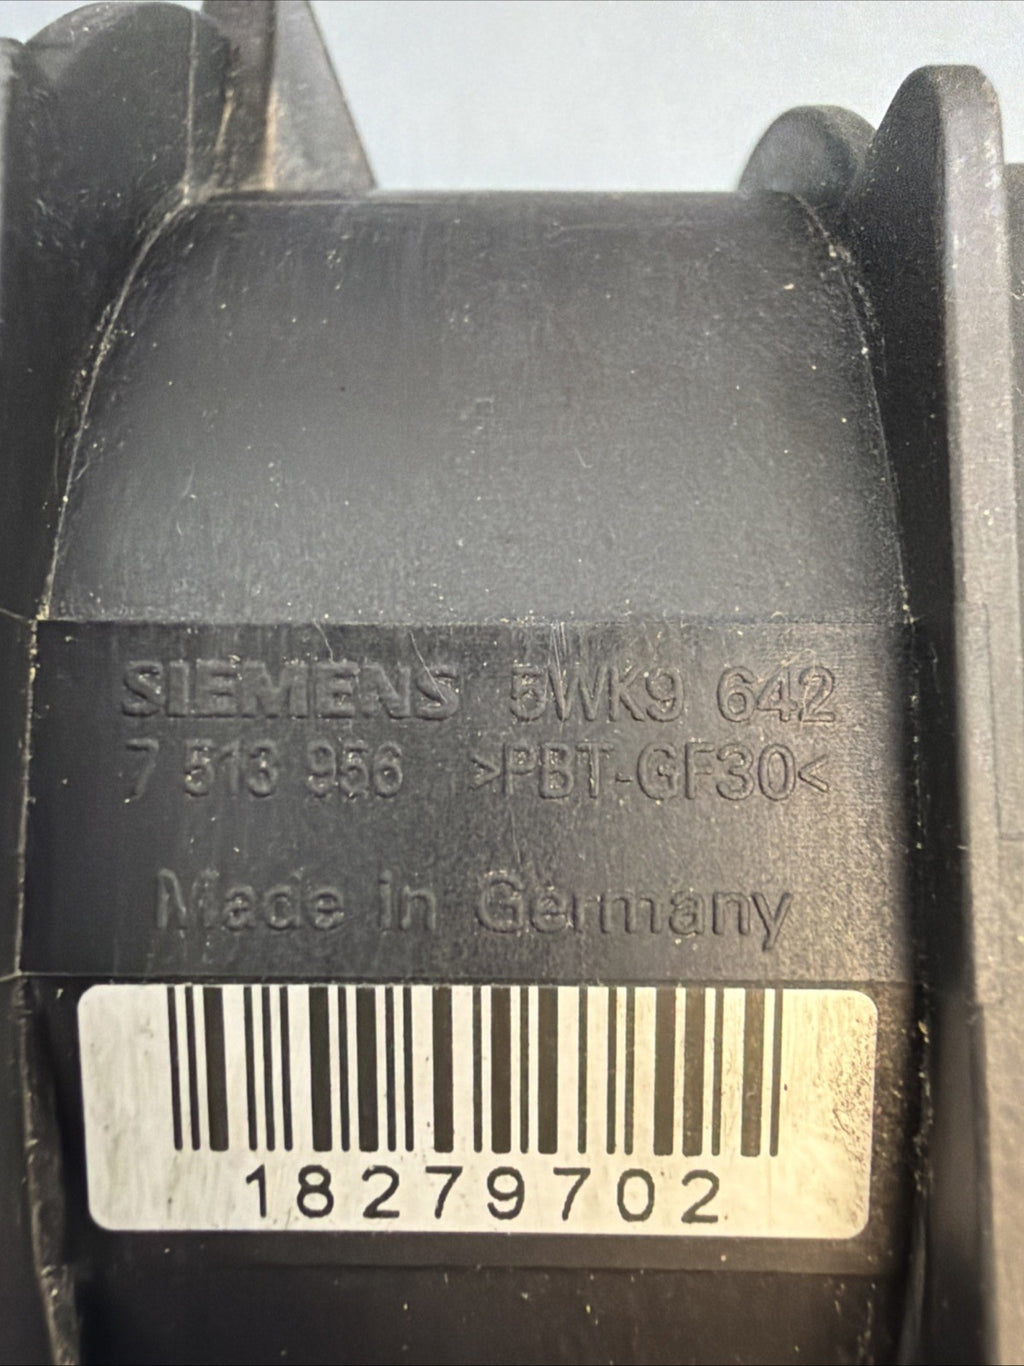 SIEMENS 5WK9 642
7 513 956 >PBT-GF30<
Made in Germany
18279702